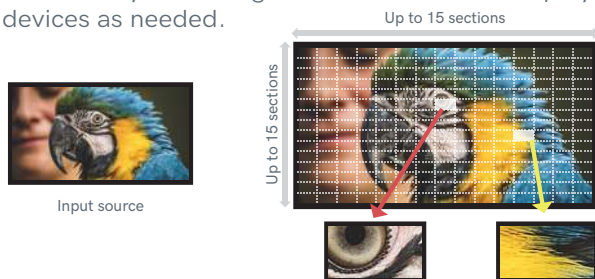 devices as needed.
Up to 15 sections
Up to 15 sections
Input source